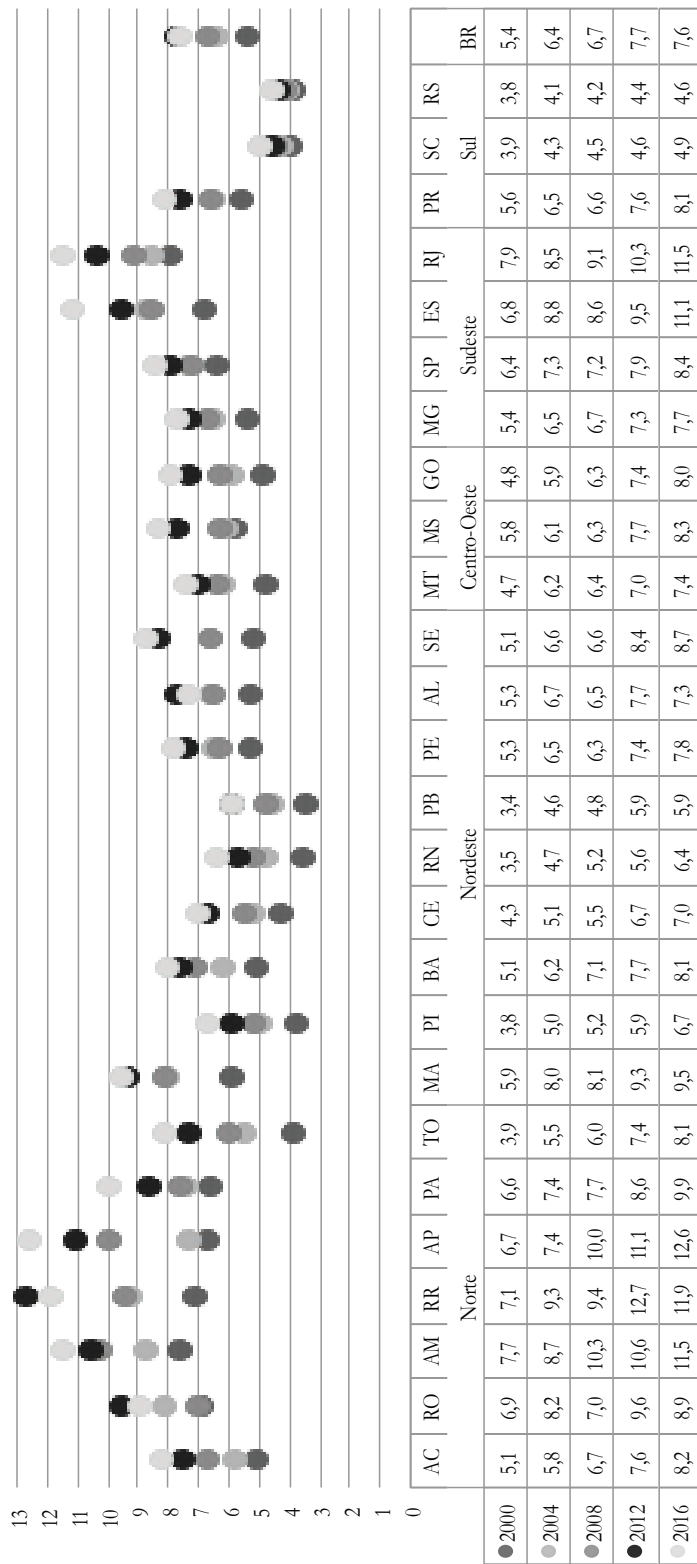 13
12
11
10
9
8
7
6
5
4
3
2
1
0
AC RO AM RR AP PA TO MA PI BA CE RN PB PE AL SE MT MS GO MG SP ES RJ PR SC RS BR
Norte Nordeste Centro-Oeste Sudeste Sul
2000 5,1 6,9 7,7 7,1 6,7 6,6 3,9 5,9 3,8 5,1 4,3 3,5 3,4 5,3 5,3 5,1 4,7 5,8 4,8 5,4 6,4 6,8 7,9 5,6 3,9 3,8 5,4
2004 5,8 8,2 8,7 9,3 7,4 7,4 5,5 8,0 5,0 6,2 5,1 4,7 4,6 6,5 6,7 6,6 6,2 6,1 5,9 6,5 7,3 8,8 8,5 6,5 4,3 4,1 6,4
2008 6,7 7,0 10,3 9,4 10,0 7,7 6,0 8,1 5,2 7,1 5,5 5,2 4,8 6,3 6,5 6,6 6,4 6,3 6,3 6,7 7,2 8,6 9,1 6,6 4,5 4,2 6,7
2012 7,6 9,6 10,6 12,7 11,1 8,6 7,4 9,3 5,9 7,7 6,7 5,6 5,9 7,4 7,7 8,4 7,0 7,7 7,4 7,3 7,9 9,5 10,3 7,6 4,6 4,4 7,7
2016 8,2 8,9 11,5 11,9 12,6 9,9 8,1 9,5 6,7 8,1 7,0 6,4 5,9 7,8 7,3 8,7 7,4 8,3 8,0 7,7 8,4 11,1 11,5 8,1 4,9 4,6 7,6